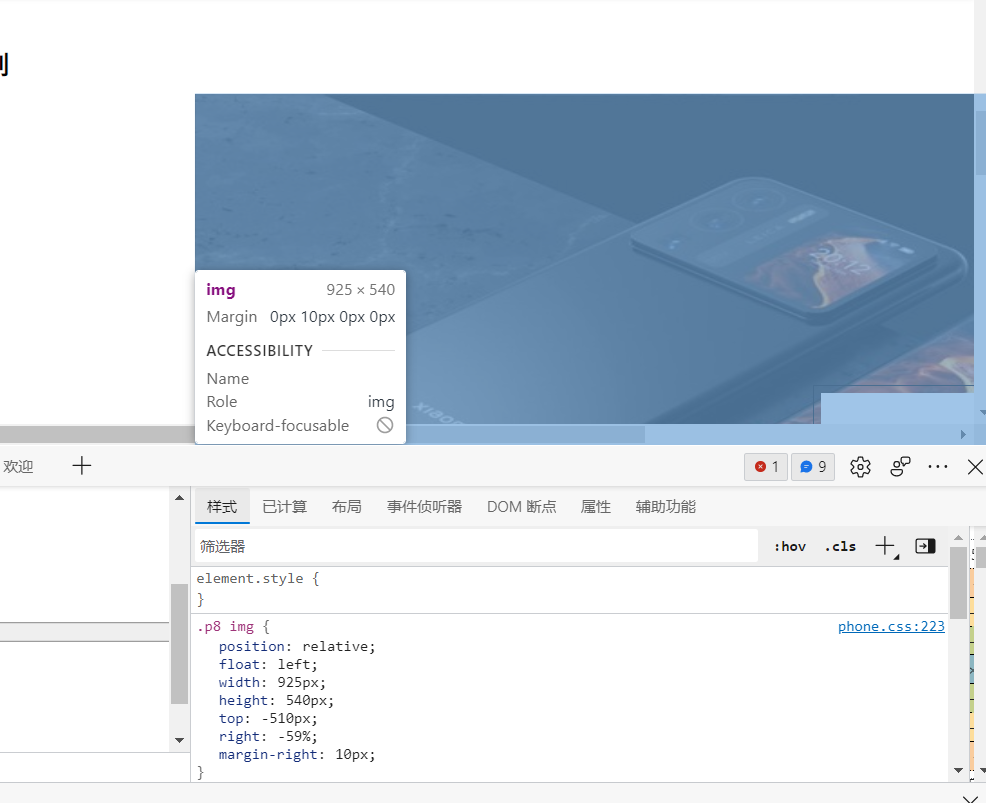 img 925 × 540
Margin 0px 10px 0px 0px
ACCESSIBILITY
Name
Role img
Keyboard-focusable
20:12
xiaom
欢迎
1
9
样式 已计算 布局 事件侦听器 DOM 断点 属性 辅助功能
筛选器
:hov .cls
element.style {
}
.p8 img { phone.css:223
position: relative;
float: left;
width: 925px;
height: 540px;
top: -510px;
right: -59%;
margin-right: 10px;
}